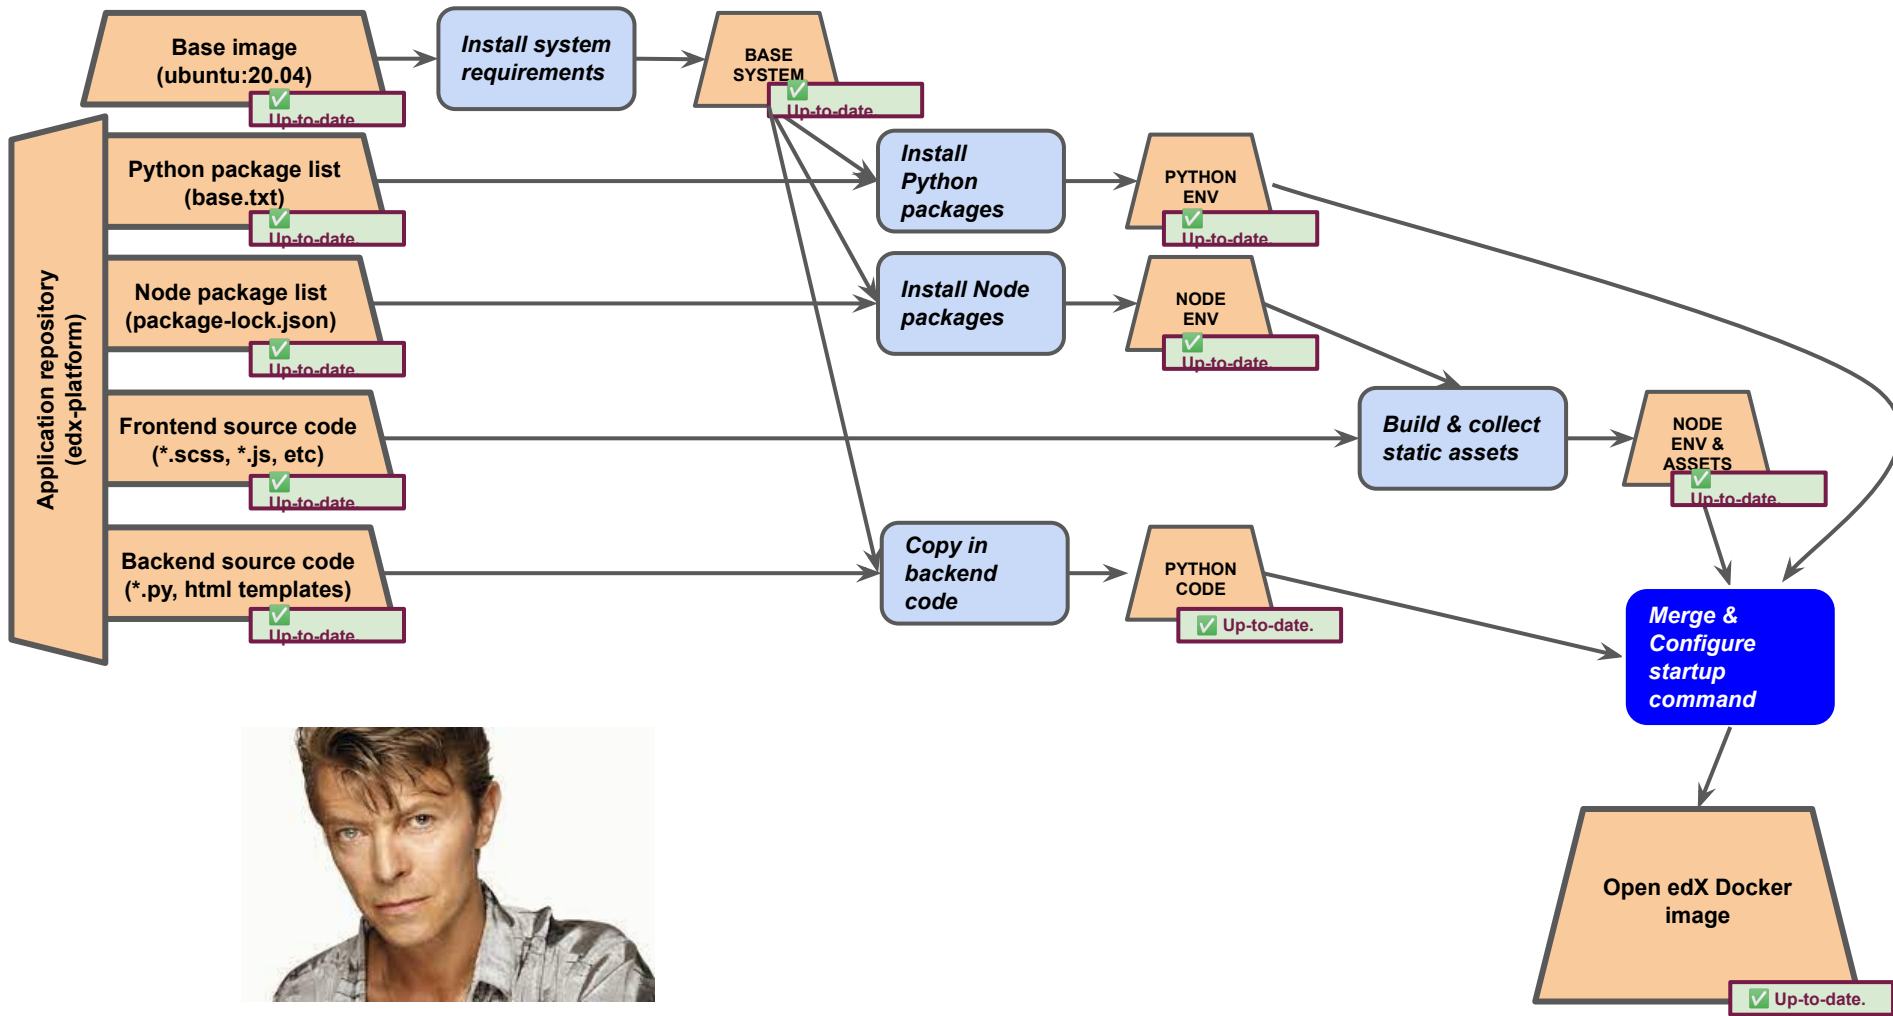 Base image
(ubuntu:20.04)
✅
Up-to-date.
Install system
requirements
BASE
SYSTEM
✅
Up-to-date.
Application repository
(edx-platform)
Python package list
(base.txt)
✅
Up-to-date.
Install
Python
packages
PYTHON
ENV
✅
Up-to-date.
Node package list
(package-lock.json)
✅
Up-to-date.
Install Node
packages
NODE
ENV
✅
Up-to-date.
Frontend source code
(*.scss, *.js, etc)
✅
Up-to-date.
Build & collect
static assets
NODE
ENV &
ASSETS
✅
Up-to-date.
Backend source code
(*.py, html templates)
✅
Up-to-date.
Copy in
backend
code
PYTHON
CODE
✅ Up-to-date.
Merge &
Configure
startup
command
Open edX Docker
image
✅ Up-to-date.